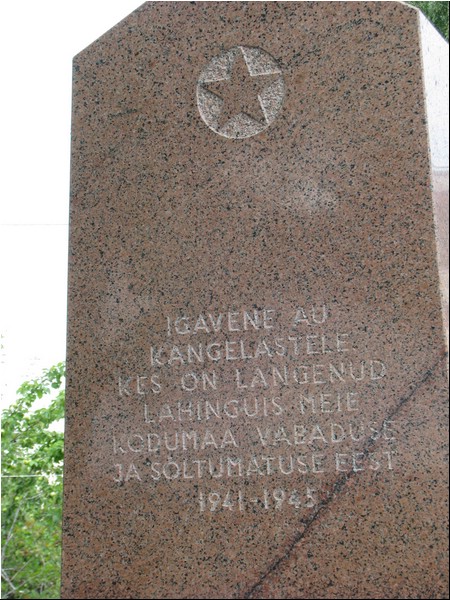 IGAVENE AU
KANGELASTELE
KES ON LANGENUD
LAHINGUIS MEIE
KODUMAA VABADUSE
JA SÕLTUMATUSE EEST
1941-1945